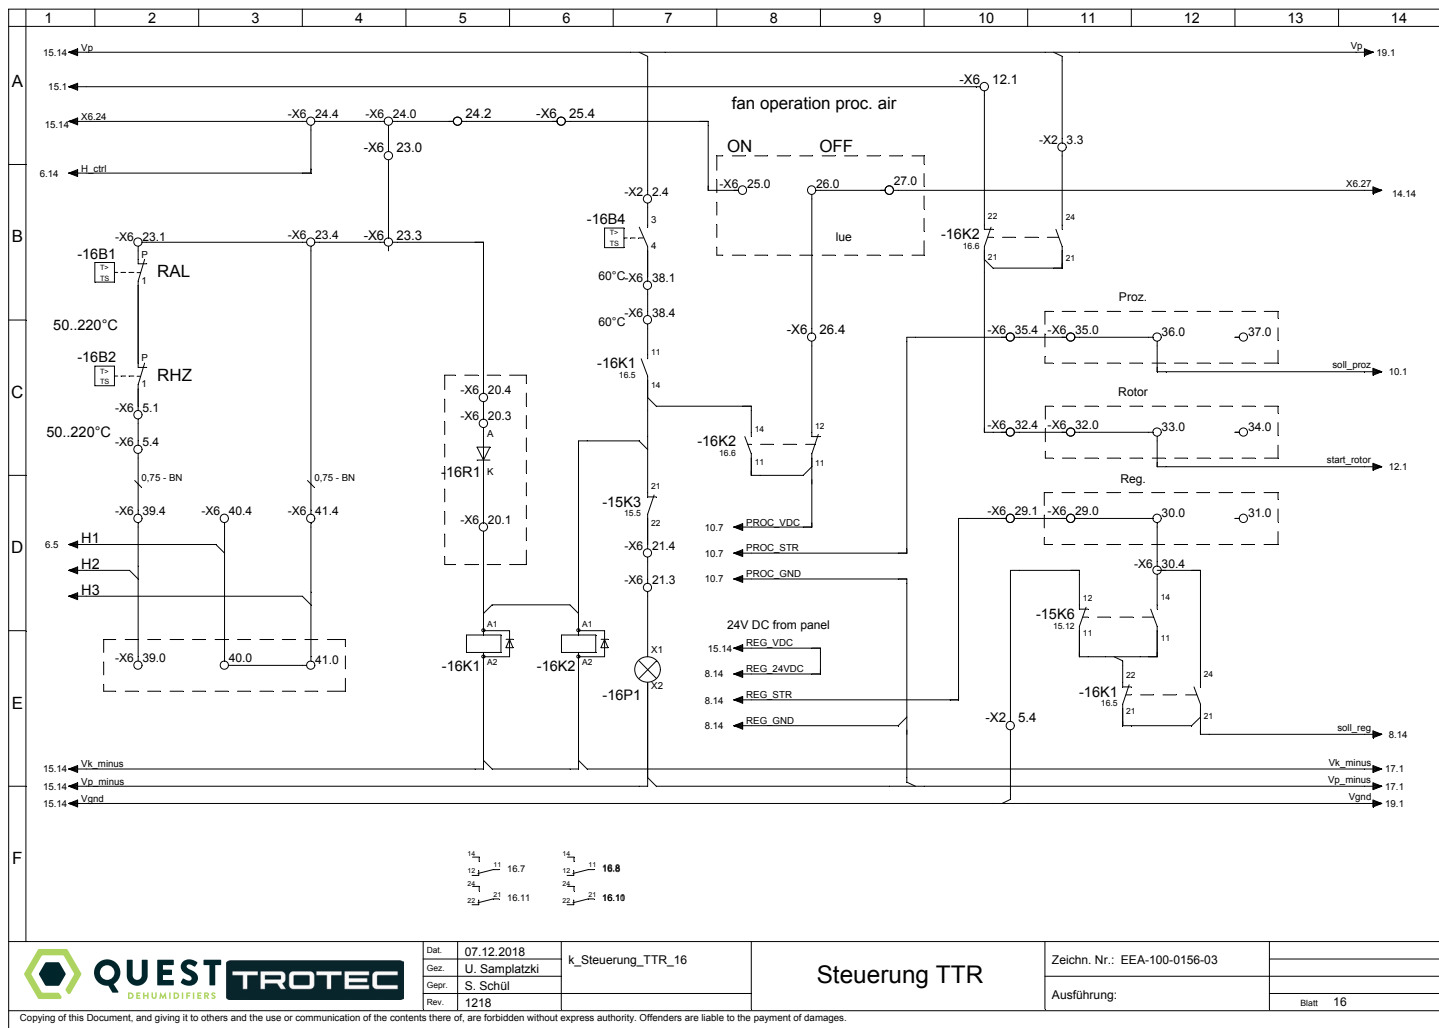 1 2 3 4 5 6 7 8 9 10 11 12 13 14
15.14 Vp Vp 19.1
A
15.1 -X6 12.1
fan operation proc. air
15.14 X6.24 -X6 24.4 -X6 24.0 24.2 -X6 25.4
-X6 23.0 ON OFF -X2 3.3
6.14 H_ctrl
-X2 2.4 -X6 25.0 26.0 27.0 X6.27 14.14
-16B4 T> TS 3 4 22 24
B -X6 23.1 -X6 23.4 -X6 23.3 lue -16K2 16.6
-16B1 T> TS P 1 RAL 21 21
60°C -X6 38.1
Proz.
60°C -X6 38.4
50..220°C -X6 26.4 -X6 35.4 -X6 35.0 36.0 37.0
-16B2 T> TS P 1 RHZ -16K1 16.5 11 14
soll_proz 10.1
C -X6 20.4 Rotor
-X6 5.1 -X6 20.3
50..220°C A 14 12 -X6 32.4 -X6 32.0 33.0 34.0
-X6 5.4 -16K2 16.6
-16R1 K 11 11 start_rotor 12.1
0,75 - BN 0,75 - BN Reg.
21
-15K3 15.5
-X6 39.4 -X6 40.4 -X6 41.4 22 -X6 29.1 -X6 29.0 30.0 31.0
-X6 20.1 10.7 PROC_VDC
D 6.5 H1
-X6 21.4 10.7 PROC_STR
H2 -X6 30.4
-X6 21.3 10.7 PROC_GND
H3
12 14
-15K6 15.12
24V DC from panel
A1 A1 11 11
X1 15.14 REG_VDC
-X6 39.0 40.0 41.0 -16K1 A2 -16K2 A2
8.14 REG_24VDC 22 24
-16P1 X2 -16K1 16.5
E 8.14 REG_STR
21 21
8.14 REG_GND -X2 5.4
soll_reg 8.14
15.14 Vk_minus Vk_minus 17.1
15.14 Vp_minus Vp_minus 17.1
15.14 Vgnd Vgnd 19.1
F
14 14
12 11 16.7 12 11 16.8
24 24
22 21 16.11 22 21 16.10
QUEST
DEHUMIDIFIERS
TROTEC
Dat. 07.12.2018
Gez. U. Samplatzki
Gepr. S. Schül
Rev. 1218
k_Steuerung_TTR_16
Steuerung TTR
Zeichn. Nr.: EEA-100-0156-03
Ausführung:
Blatt 16
Copying of this Document, and giving it to others and the use or communication of the contents there of, are forbidden without express authority. Offenders are liable to the payment of damages.